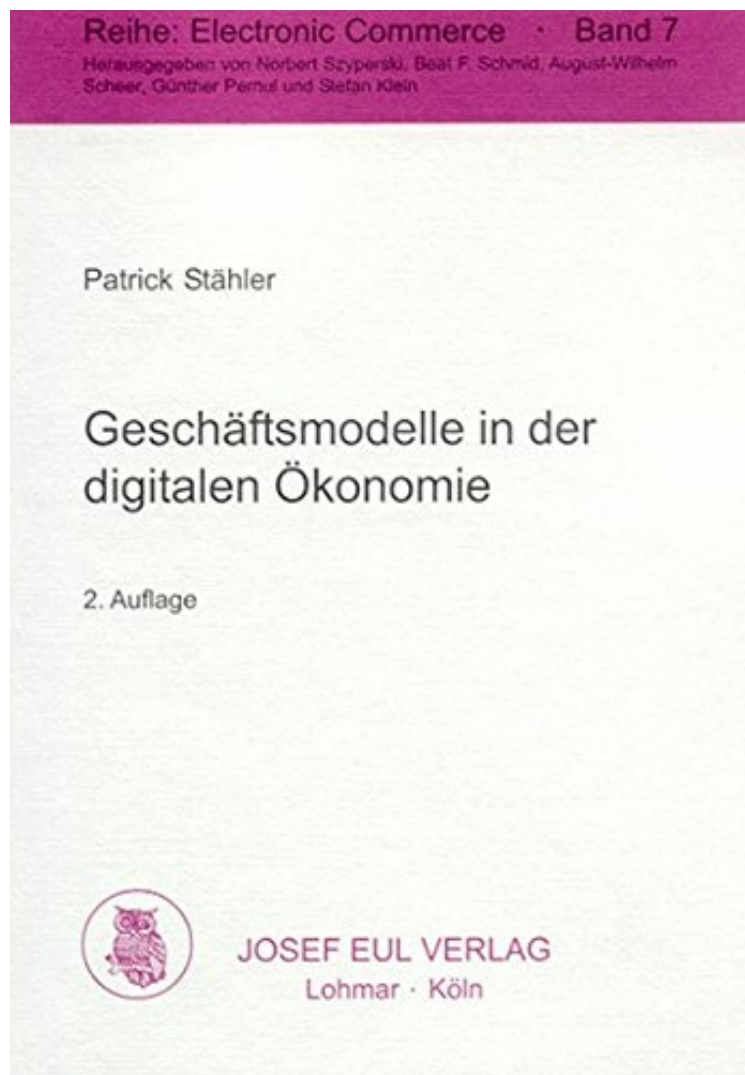 Reihe: Electronic Commerce · Band 7
Herausgegeben von Norbert Szyperski, Beat F. Schmid, August-Wilhelm
Scheer, Günther Pernul und Stefan Klein
Patrick Stähler
Geschäftsmodelle in der
digitalen Ökonomie
2. Auflage
JOSEF EUL VERLAG
Lohmar · Köln